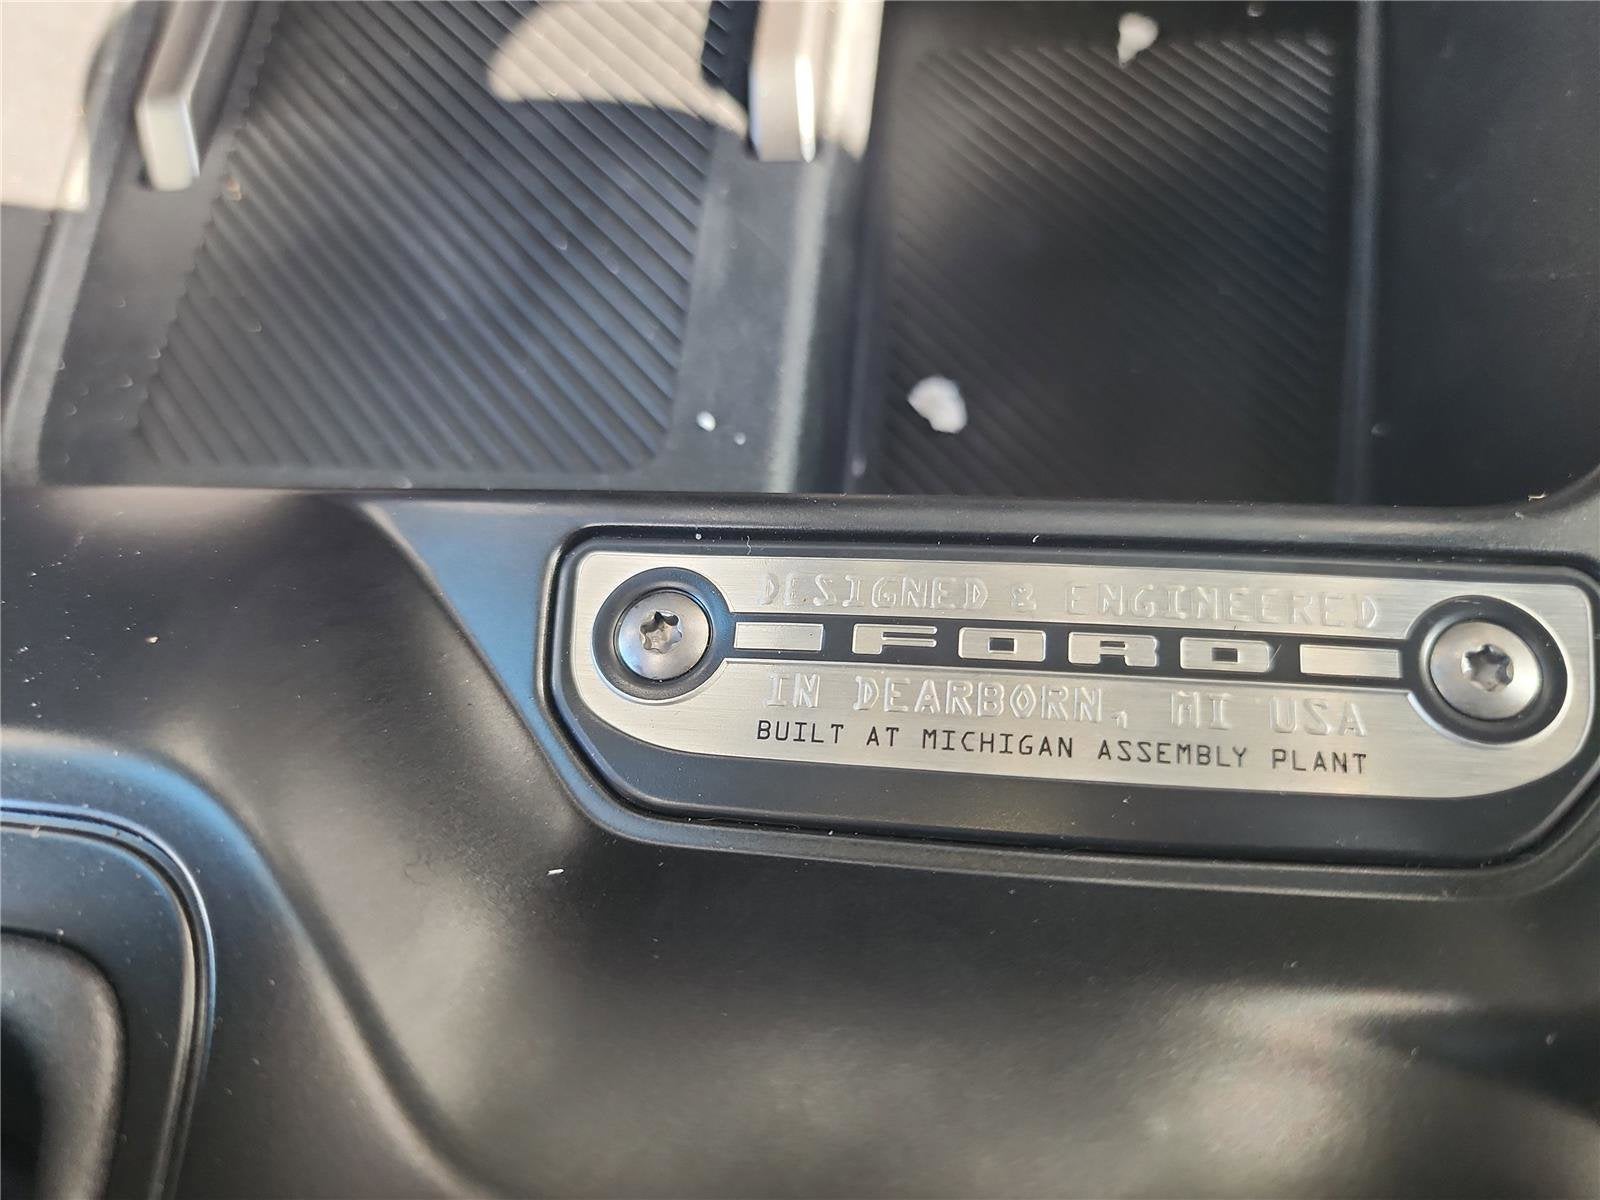 DESIGNED & ENGINEERED
FORD
IN DEARBORN, MI USA
BUILT AT MICHIGAN ASSEMBLY PLANT